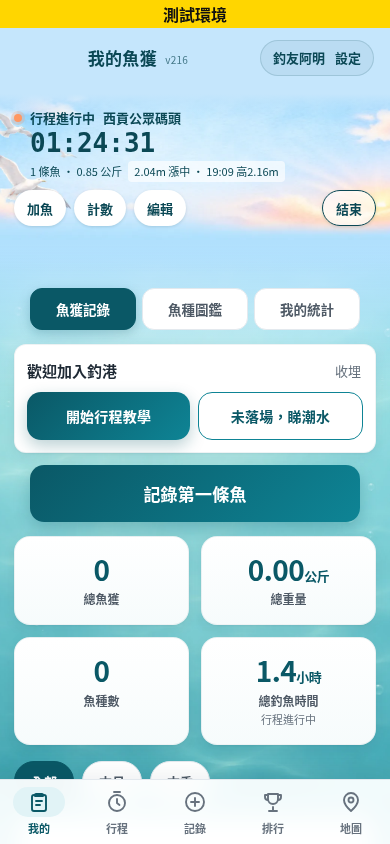 測試環境
我的魚獲 v216
釣友阿明 設定
行程進行中 西貢公眾碼頭
01:24:31
1 條魚 · 0.85 公斤 2.04m 漲中 · 19:09 高2.16m
加魚 計數 編輯 結束
魚獲記錄 魚種圖鑑 我的統計
歡迎加入釣港 收埋
開始行程教學 未落場，睇潮水
記錄第一條魚
0 0.00公斤
總魚獲 總重量
0 1.4小時
魚種數 總釣魚時間
行程進行中
我的 行程 記錄 排行 地圖